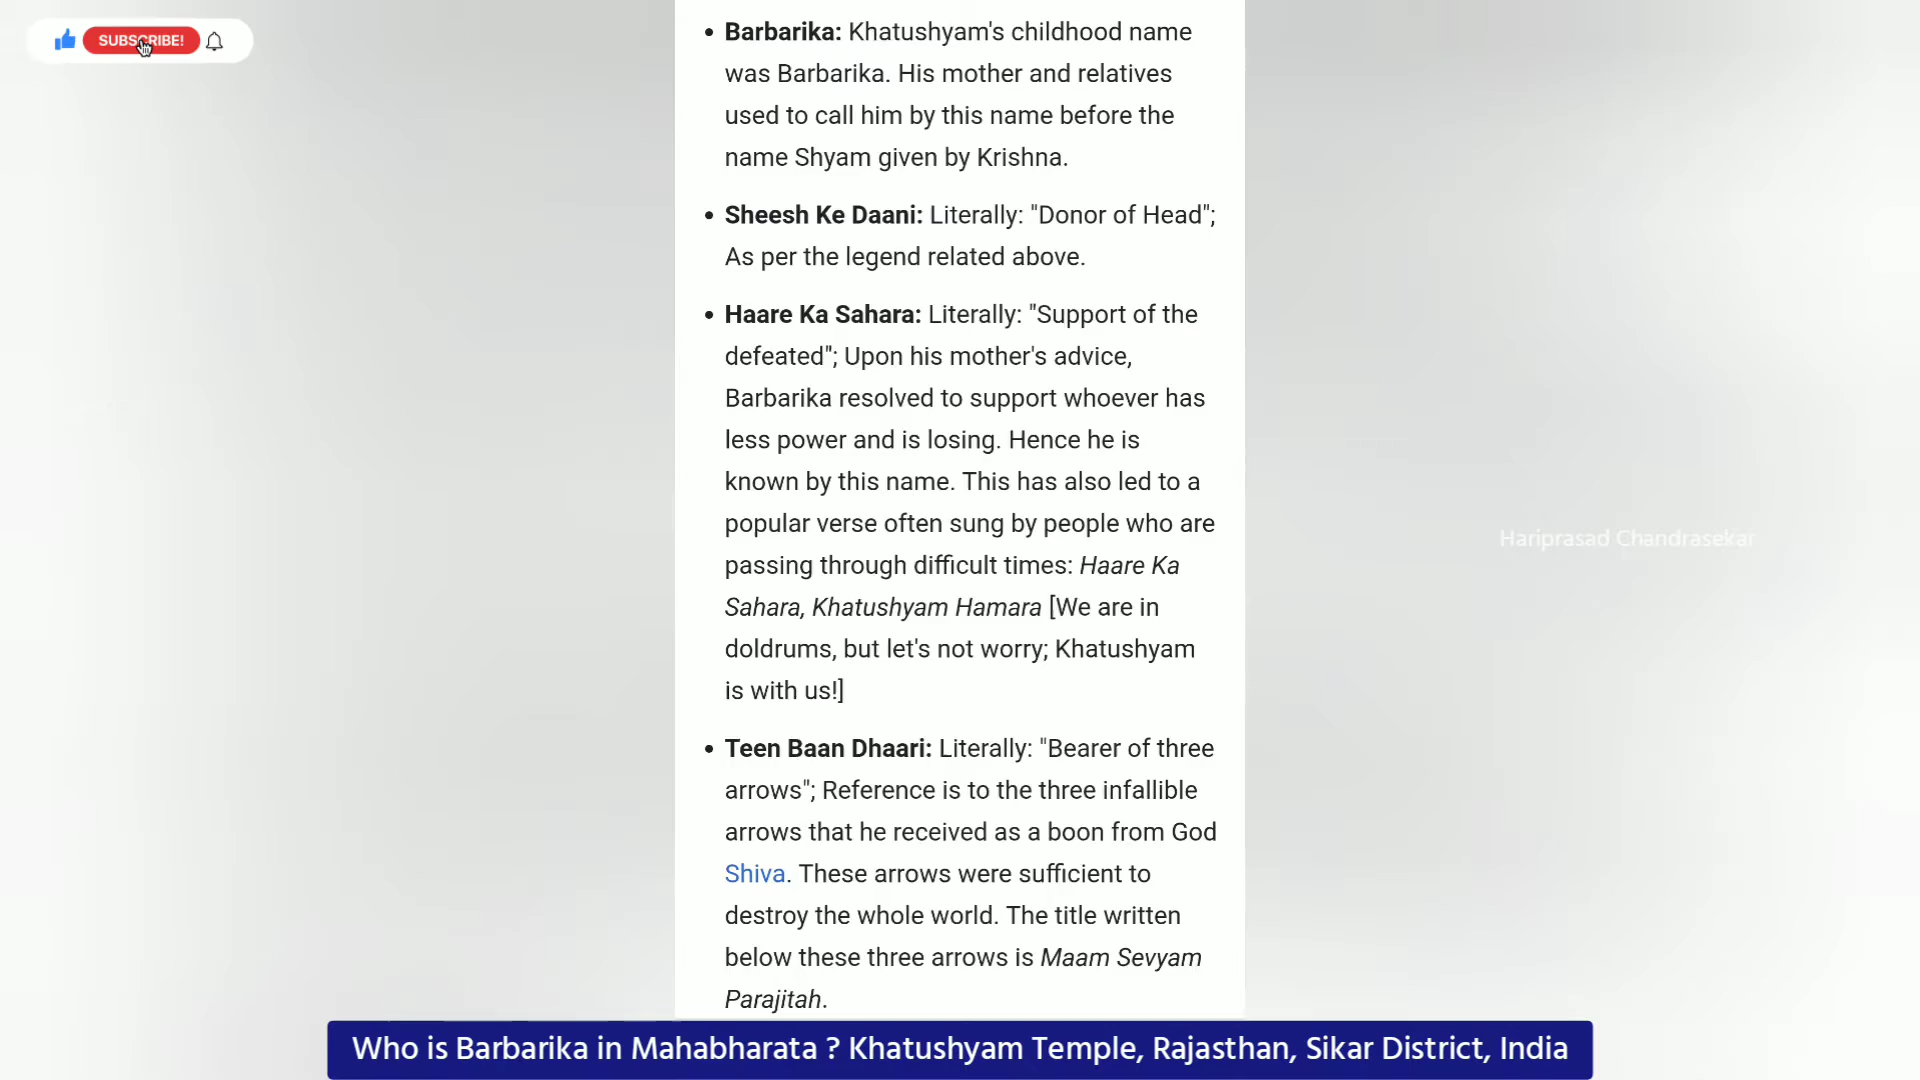 SUBSCRIBE!
• Barbarika: Khatushyam's childhood name
was Barbarika. His mother and relatives
used to call him by this name before the
name Shyam given by Krishna.
• Sheesh Ke Daani: Literally: "Donor of Head";
As per the legend related above.
• Haare Ka Sahara: Literally: "Support of the
defeated"; Upon his mother's advice,
Barbarika resolved to support whoever has
less power and is losing. Hence he is
known by this name. This has also led to a
popular verse often sung by people who are
passing through difficult times: Haare Ka
Sahara, Khatushyam Hamara [We are in
doldrums, but let's not worry; Khatushyam
is with us!]
• Teen Baan Dhaari: Literally: "Bearer of three
arrows"; Reference is to the three infallible
arrows that he received as a boon from God
Shiva. These arrows were sufficient to
destroy the whole world. The title written
below these three arrows is Maam Sevyam
Parajitah.
Hariprasad Chandrasekar
Who is Barbarika in Mahabharata ? Khatushyam Temple, Rajasthan, Sikar District, India